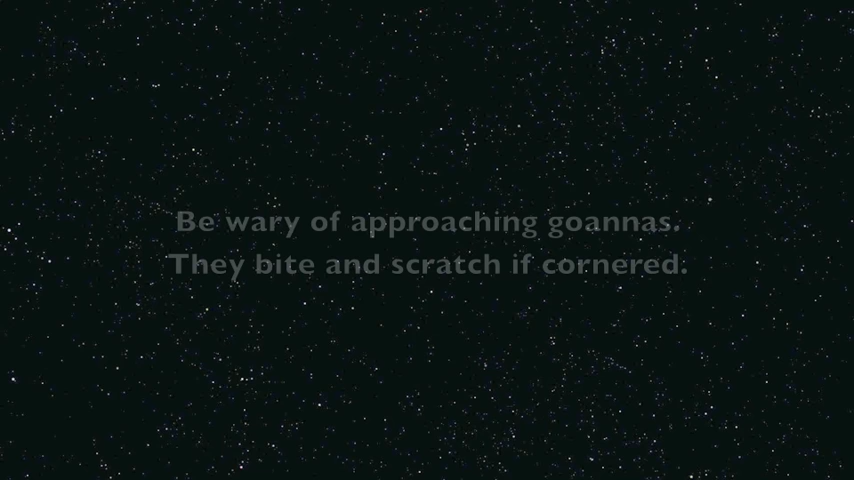 Be wary of approaching goannas.
They bite and scratch if cornered.